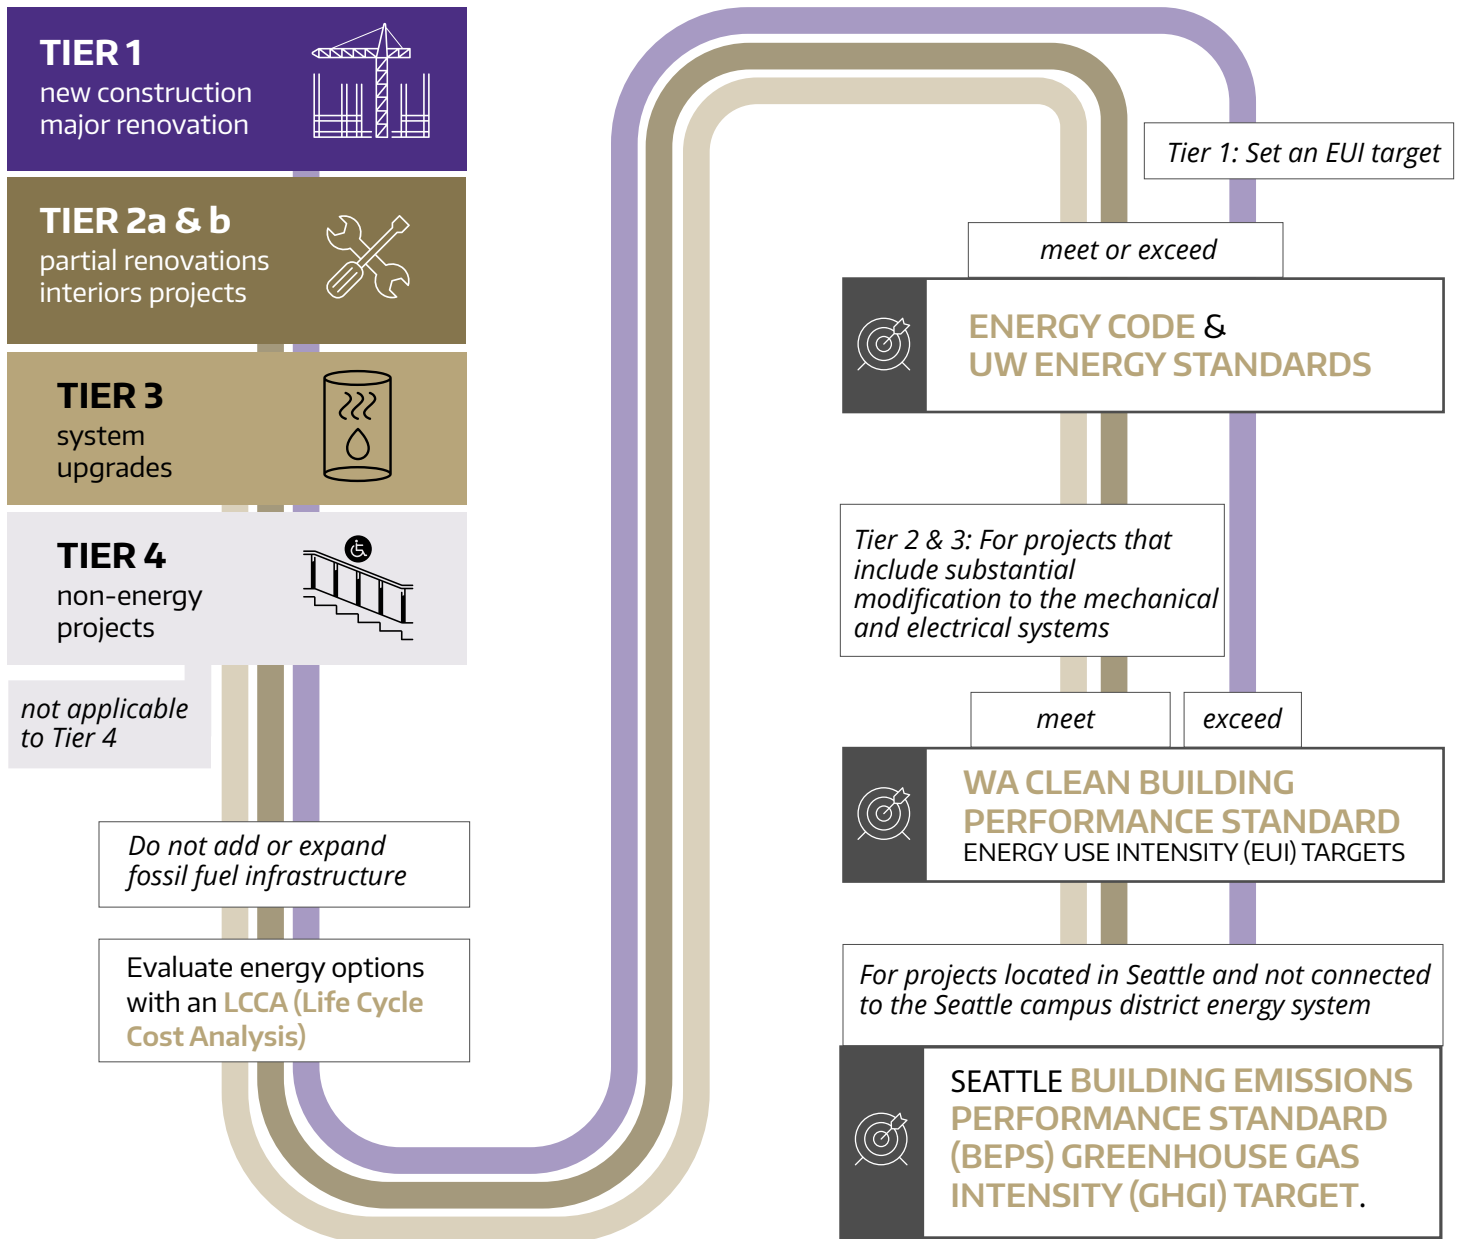 TIER 1
new construction
major renovation
TIER 2a & b
partial renovations
interiors projects
TIER 3
system
upgrades
TIER 4
non-energy
projects
not applicable
to Tier 4
Do not add or expand
fossil fuel infrastructure
Evaluate energy options
with an LCCA (Life Cycle
Cost Analysis)
Tier 1: Set an EUI target
meet or exceed
ENERGY CODE &
UW ENERGY STANDARDS
Tier 2 & 3: For projects that
include substantial
modification to the mechanical
and electrical systems
meet
exceed
WA CLEAN BUILDING
PERFORMANCE STANDARD
ENERGY USE INTENSITY (EUI) TARGETS
For projects located in Seattle and not connected
to the Seattle campus district energy system
SEATTLE BUILDING EMISSIONS
PERFORMANCE STANDARD
(BEPS) GREENHOUSE GAS
INTENSITY (GHGI) TARGET.